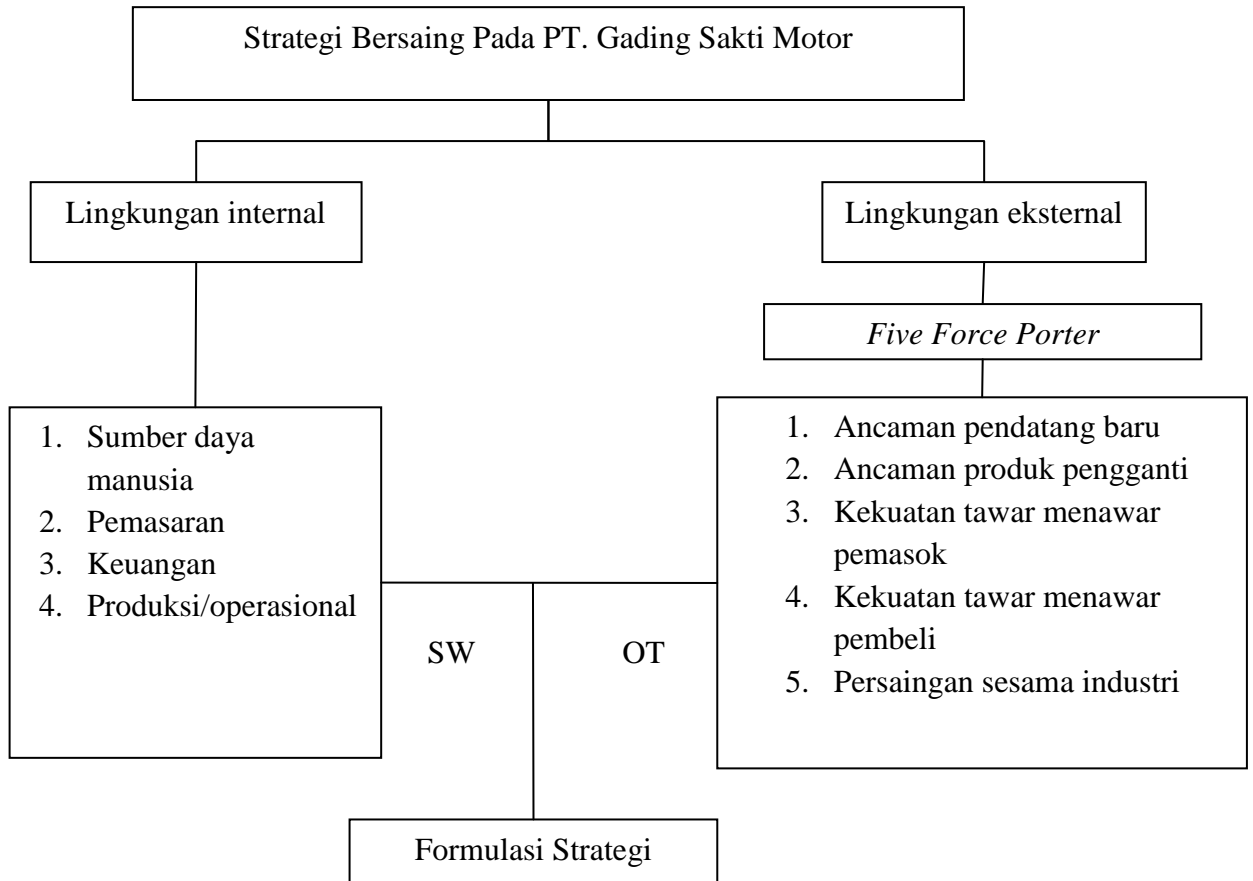 Strategi Bersaing Pada PT. Gading Sakti Motor
Lingkungan internal
Lingkungan eksternal
Five Force Porter
1. Sumber daya
manusia
2. Pemasaran
3. Keuangan
4. Produksi/operasional
1. Ancaman pendatang baru
2. Ancaman produk pengganti
3. Kekuatan tawar menawar
pemasok
4. Kekuatan tawar menawar
pembeli
5. Persaingan sesama industri
SW
OT
Formulasi Strategi